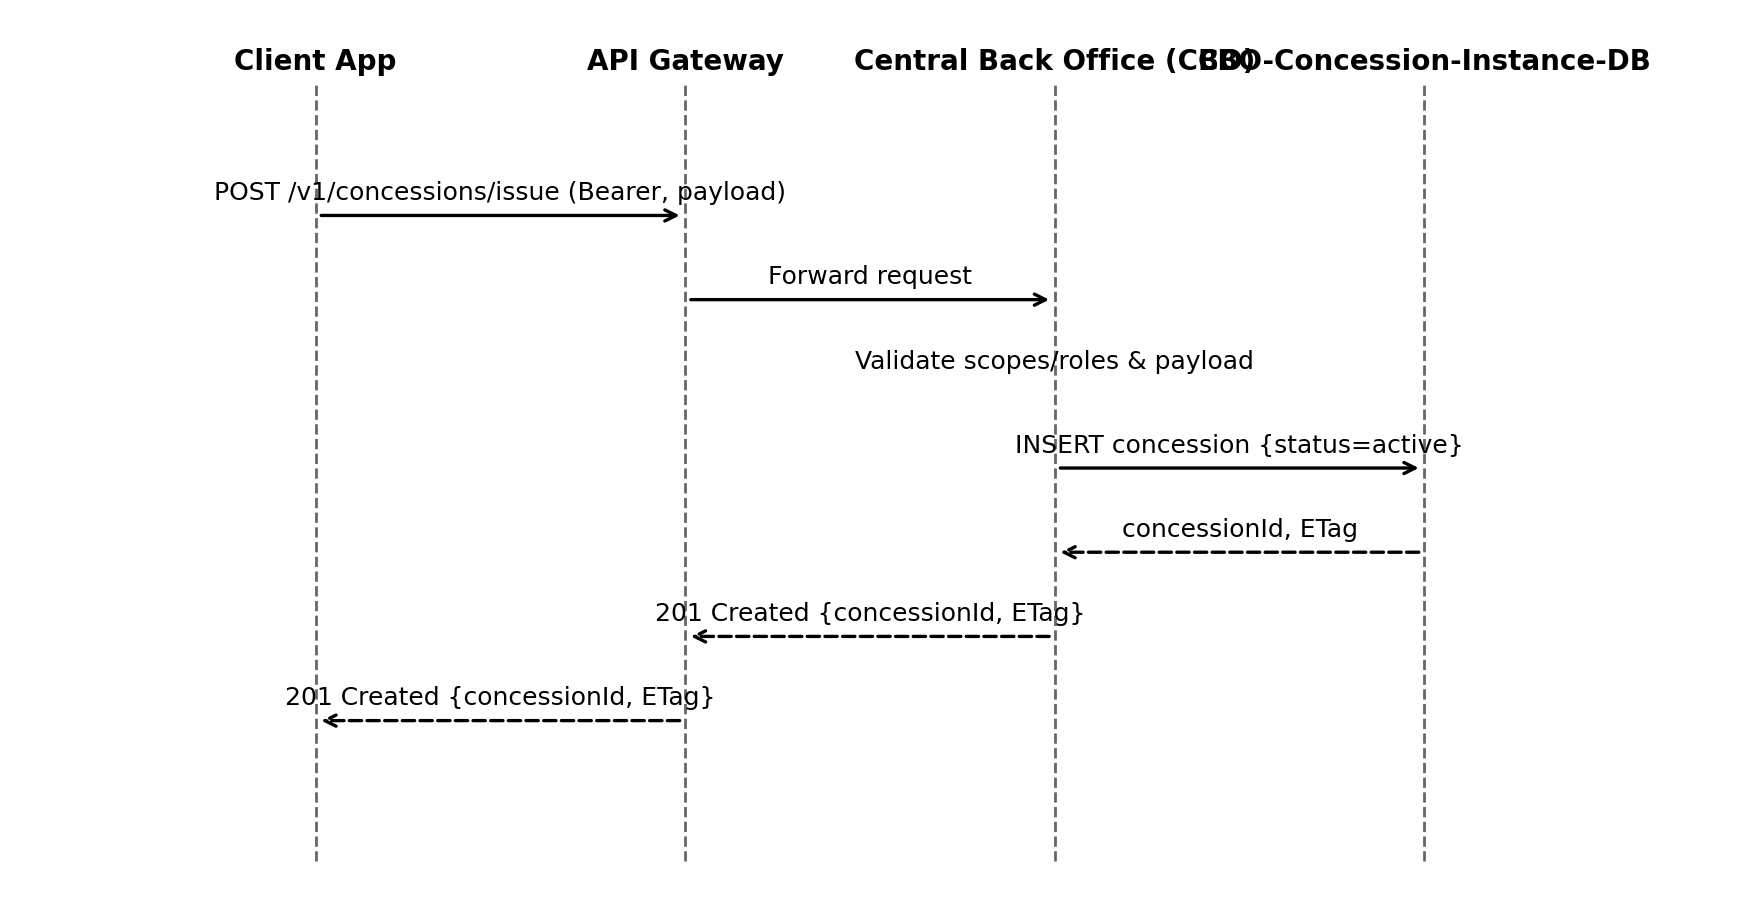 Client App
API Gateway
Central Back Office (CBO)
CBO-Concession-Instance-DB
POST /v1/concessions/issue (Bearer, payload)
Forward request
Validate scopes/roles & payload
INSERT concession {status=active}
concessionId, ETag
201 Created {concessionId, ETag}
201 Created {concessionId, ETag}